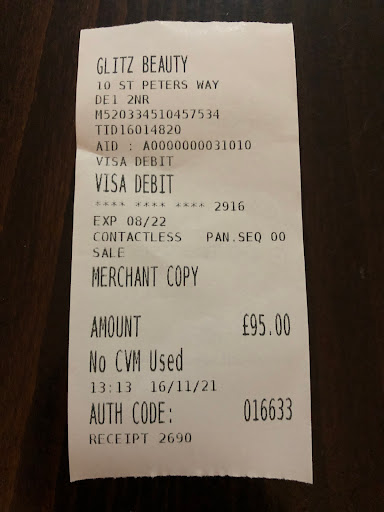 GLITZ BEAUTY
10 ST PETERS WAY
DE1 2NR
M520334510457534
TID16014820
AID : A0000000031010
VISA DEBIT
VISA DEBIT
**** **** **** 2916
EXP 08/22
CONTACTLESS PAN.SEQ 00
SALE
MERCHANT COPY
AMOUNT £95.00
No CVM Used
13:13 16/11/21
AUTH CODE: 016633
RECEIPT 2690